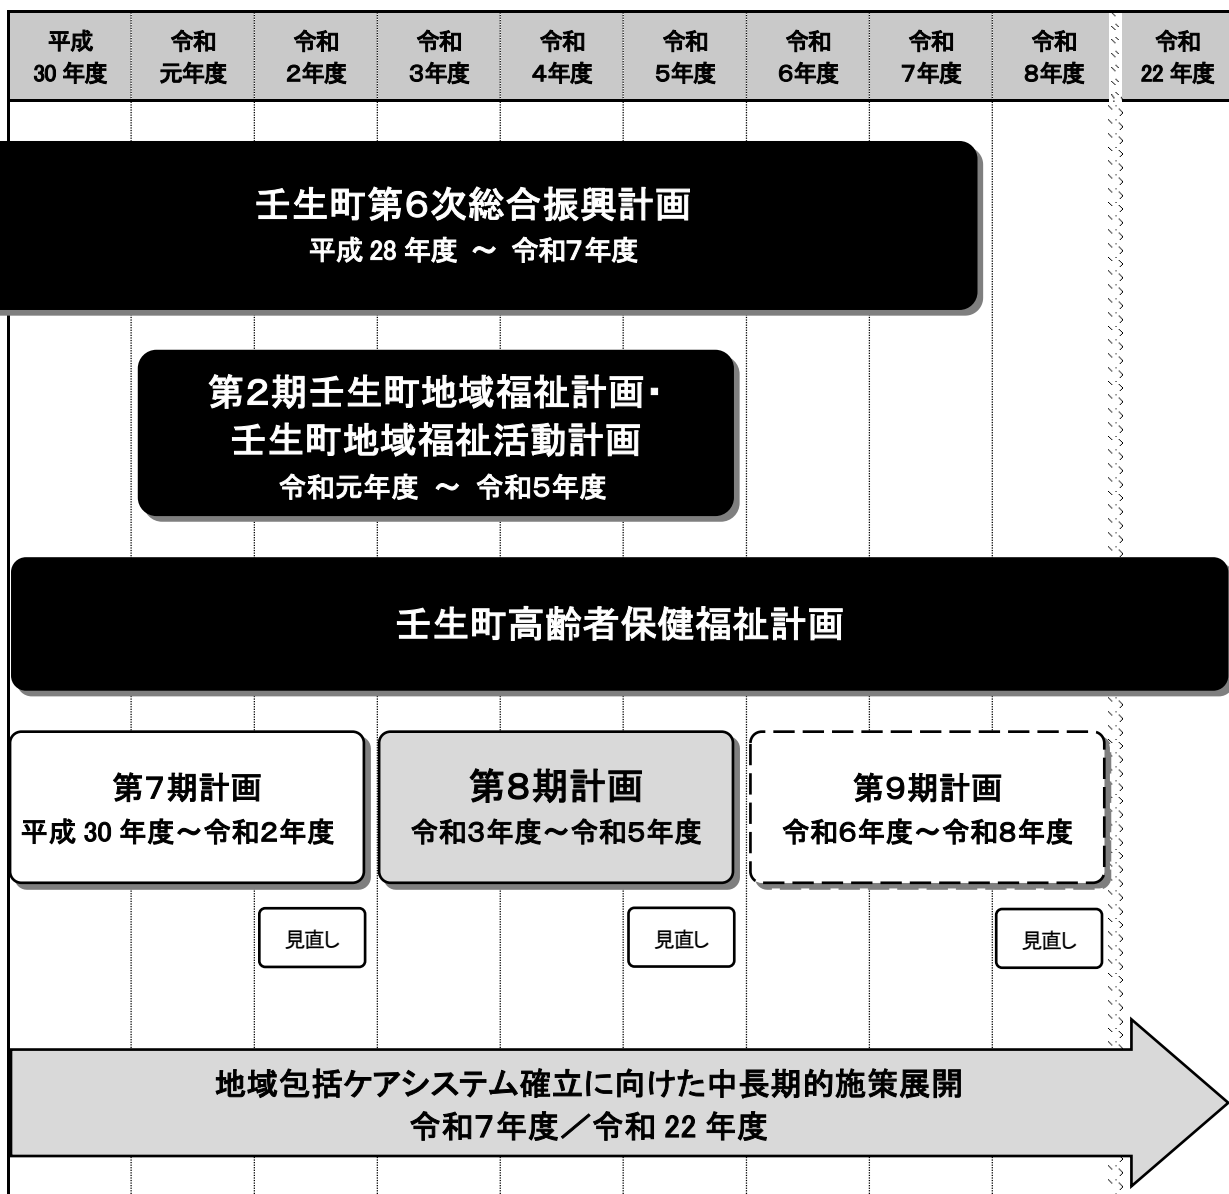 平成 令和 令和 令和 令和 令和 令和 令和 令和 令和
30 年度 元年度 2年度 3年度 4年度 5年度 6年度 7年度 8年度 22 年度
壬生町第6次総合振興計画
平成 28 年度 ～ 令和7年度
第2期壬生町地域福祉計画・
壬生町地域福祉活動計画
令和元年度 ～ 令和5年度
壬生町高齢者保健福祉計画
第7期計画 第8期計画 第9期計画
平成 30 年度～令和2年度 令和3年度～令和5年度 令和6年度～令和8年度
見直し 見直し 見直し
地域包括ケアシステム確立に向けた中長期的施策展開
令和7年度／令和 22 年度